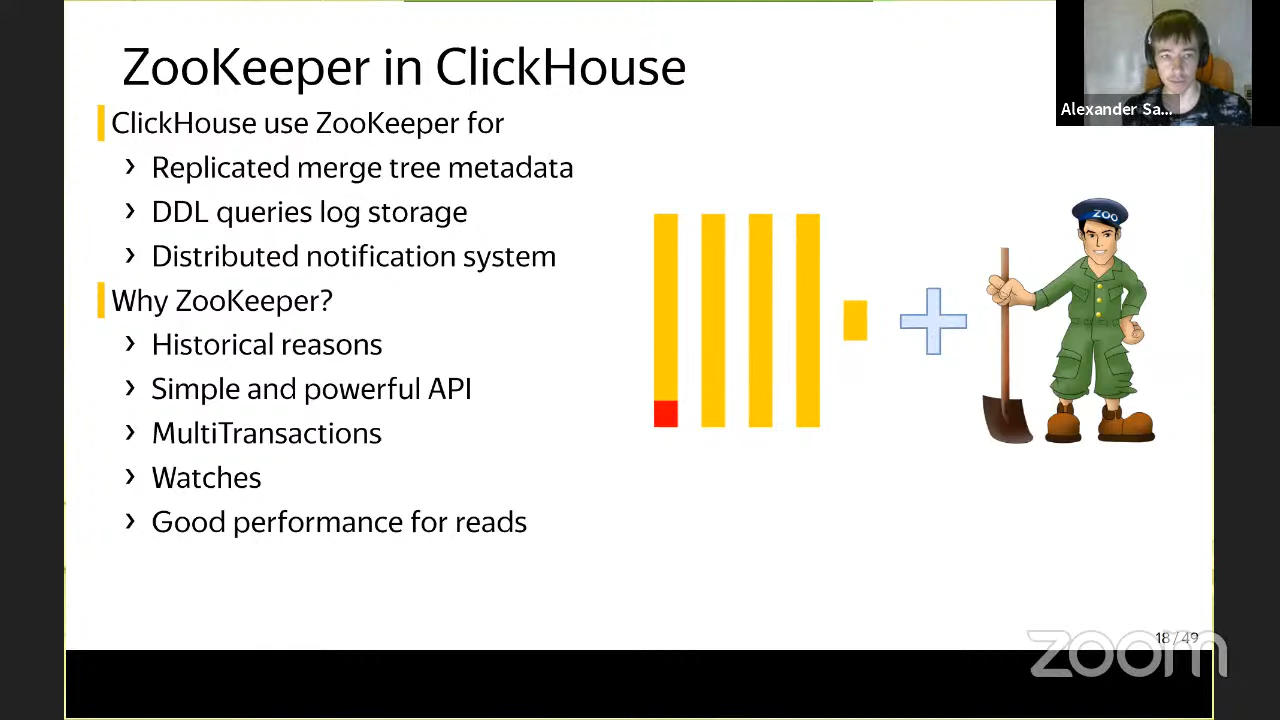 ZooKeeper in ClickHouse
ClickHouse use ZooKeeper for
› Replicated merge tree metadata
› DDL queries log storage
› Distributed notification system
Why ZooKeeper?
› Historical reasons
› Simple and powerful API
› MultiTransactions
› Watches
› Good performance for reads
Alexander Sa...
ZOO
18 / 49
zoom